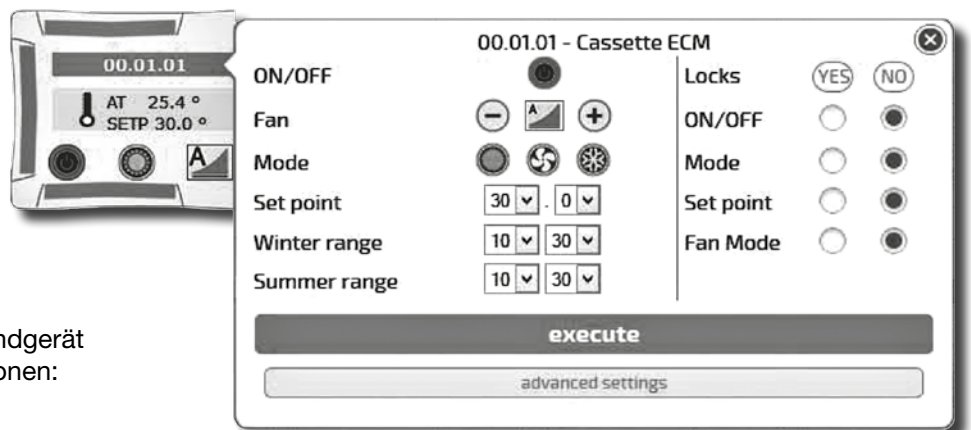 00.01.01
AT 25.4 °
SETP 30.0 °
A
00.01.01 - Cassette ECM
ON/OFF
Fan
A
Mode
Set point 30 . 0
Winter range 10 30
Summer range 10 30
Locks YES NO
ON/OFF
Mode
Set point
Fan Mode
execute
advanced settings
ndgerät
onen: